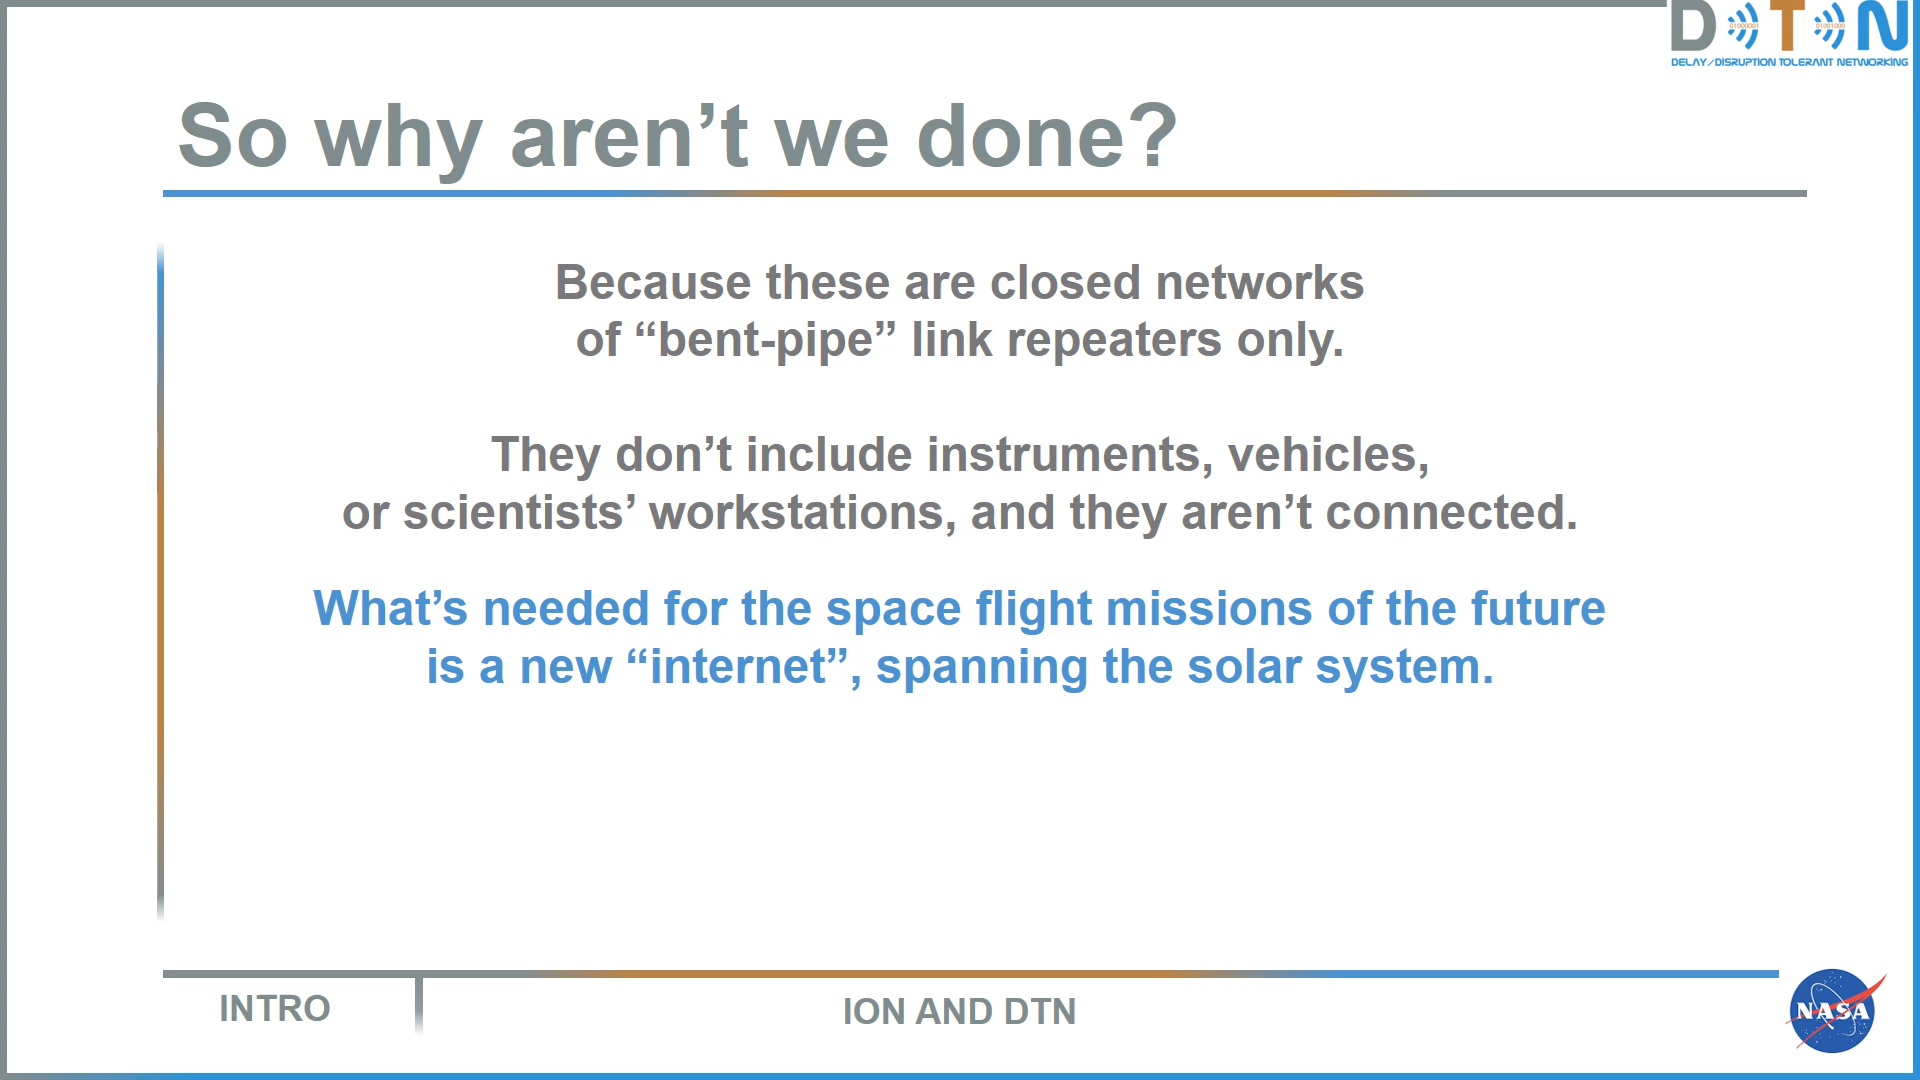 D T N
DELAY/DISRUPTION TOLERANT NETWORKING
So why aren’t we done?
Because these are closed networks
of “bent-pipe” link repeaters only.
They don’t include instruments, vehicles,
or scientists’ workstations, and they aren’t connected.
What’s needed for the space flight missions of the future
is a new “internet”, spanning the solar system.
INTRO
ION AND DTN
NASA